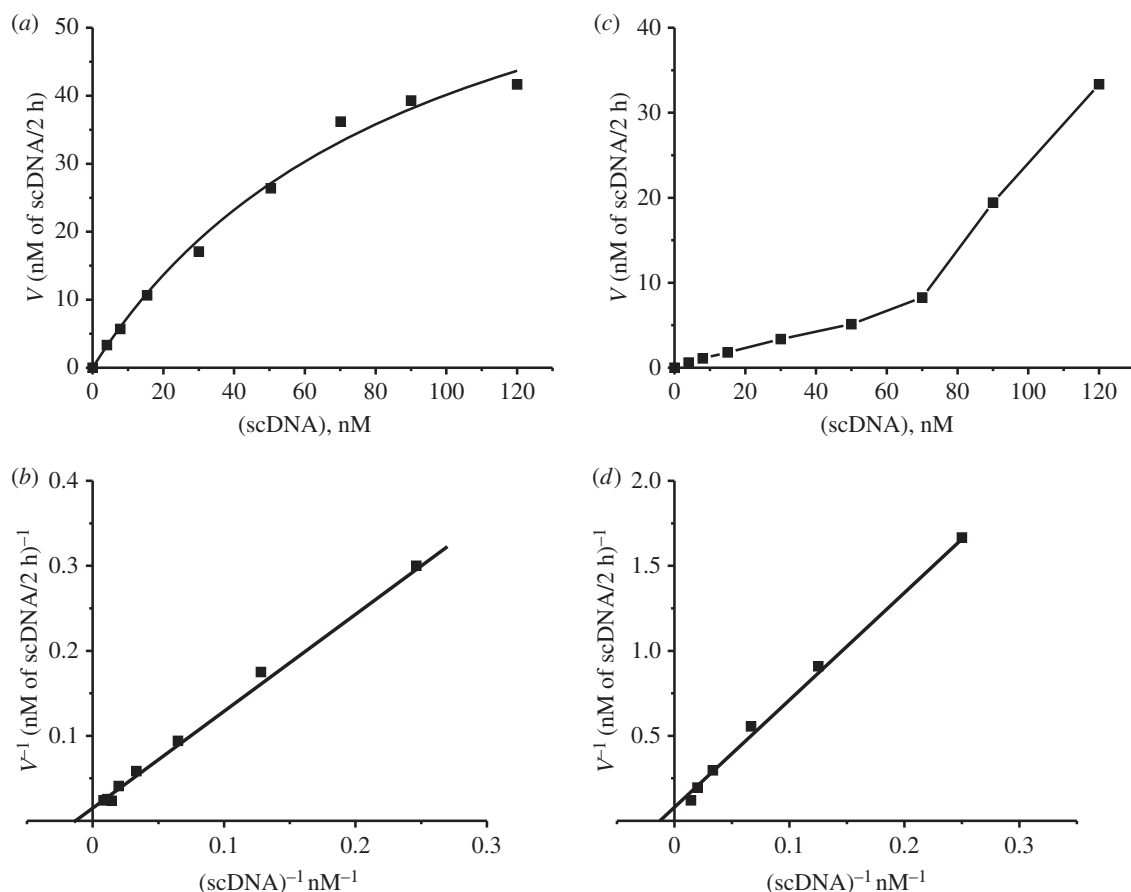 (a)
50
40
30
20
10
0
V (nM of scDNA/2 h)
0 20 40 60 80 100 120
(scDNA), nM
(c)
40
30
20
10
0
V (nM of scDNA/2 h)
0 20 40 60 80 100 120
(scDNA), nM
(b)
0.4
0.3
0.2
0.1
V⁻¹ (nM of scDNA/2 h)⁻¹
0 0.1 0.2 0.3
(scDNA)⁻¹ nM⁻¹
(d)
2.0
1.5
1.0
0.5
V⁻¹ (nM of scDNA/2 h)⁻¹
0 0.1 0.2 0.3
(scDNA)⁻¹ nM⁻¹